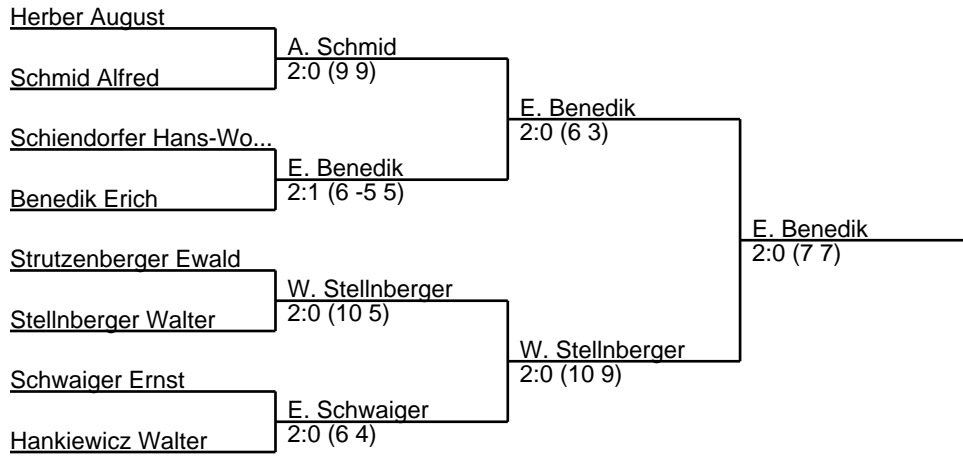 Herber August
A. Schmid
2:0 (9 9)
Schmid Alfred
E. Benedik
2:0 (6 3)
Schiendorfer Hans-Wo...
E. Benedik
2:1 (6 -5 5)
Benedik Erich
E. Benedik
2:0 (7 7)
Strutzenberger Ewald
W. Stellnberger
2:0 (10 5)
Stellnberger Walter
W. Stellnberger
2:0 (10 9)
Schwaiger Ernst
E. Schwaiger
2:0 (6 4)
Hankiewicz Walter